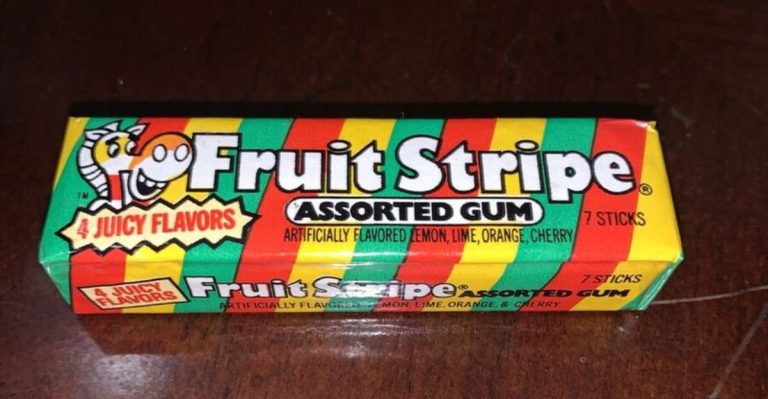 Fruit Stripe®
TM
4 JUICY FLAVORS
ASSORTED GUM
7 STICKS
ARTIFICIALLY FLAVORED LEMON, LIME, ORANGE, CHERRY
4 JUICY
FLAVORS
Fruit Stripe® ASSORTED GUM
7 STICKS
ARTIFICIALLY LIME, ORANGE, & CHERRY